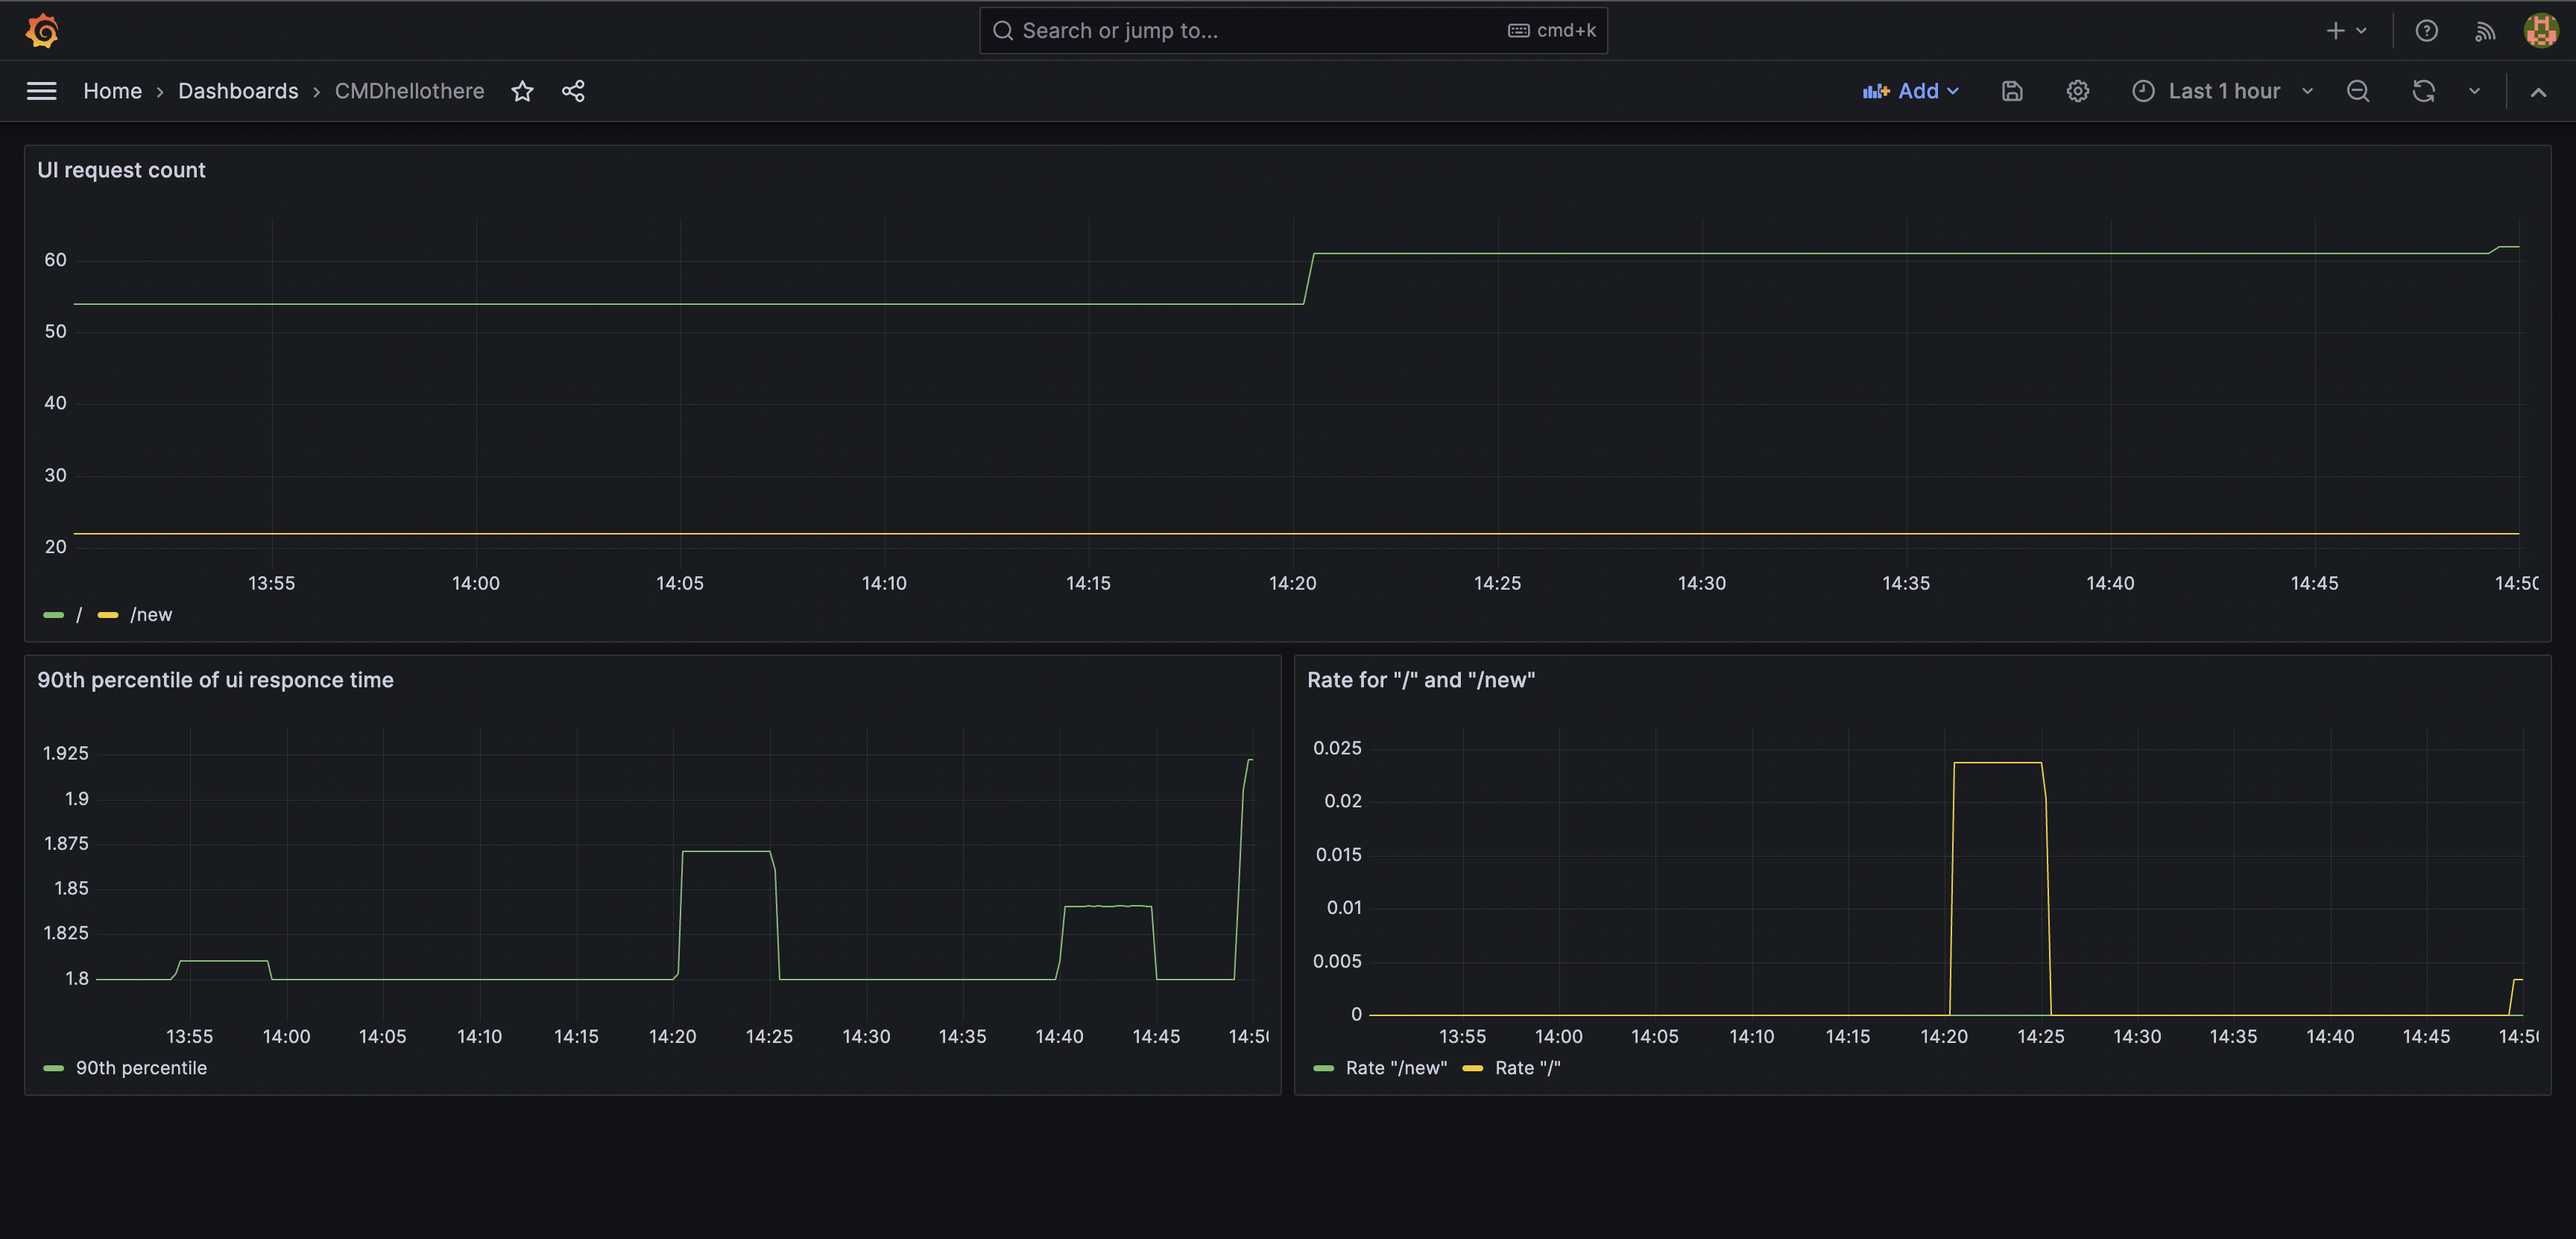 Search or jump to... cmd+k
Home › Dashboards › CMDhellothere Add Last 1 hour
UI request count
60
50
40
30
20
13:55 14:00 14:05 14:10 14:15 14:20 14:25 14:30 14:35 14:40 14:45 14:50
/ /new
90th percentile of ui responce time
1.925
1.9
1.875
1.85
1.825
1.8
13:55 14:00 14:05 14:10 14:15 14:20 14:25 14:30 14:35 14:40 14:45 14:50
90th percentile
Rate for "/" and "/new"
0.025
0.02
0.015
0.01
0.005
0
13:55 14:00 14:05 14:10 14:15 14:20 14:25 14:30 14:35 14:40 14:45 14:50
Rate "/new" Rate "/"